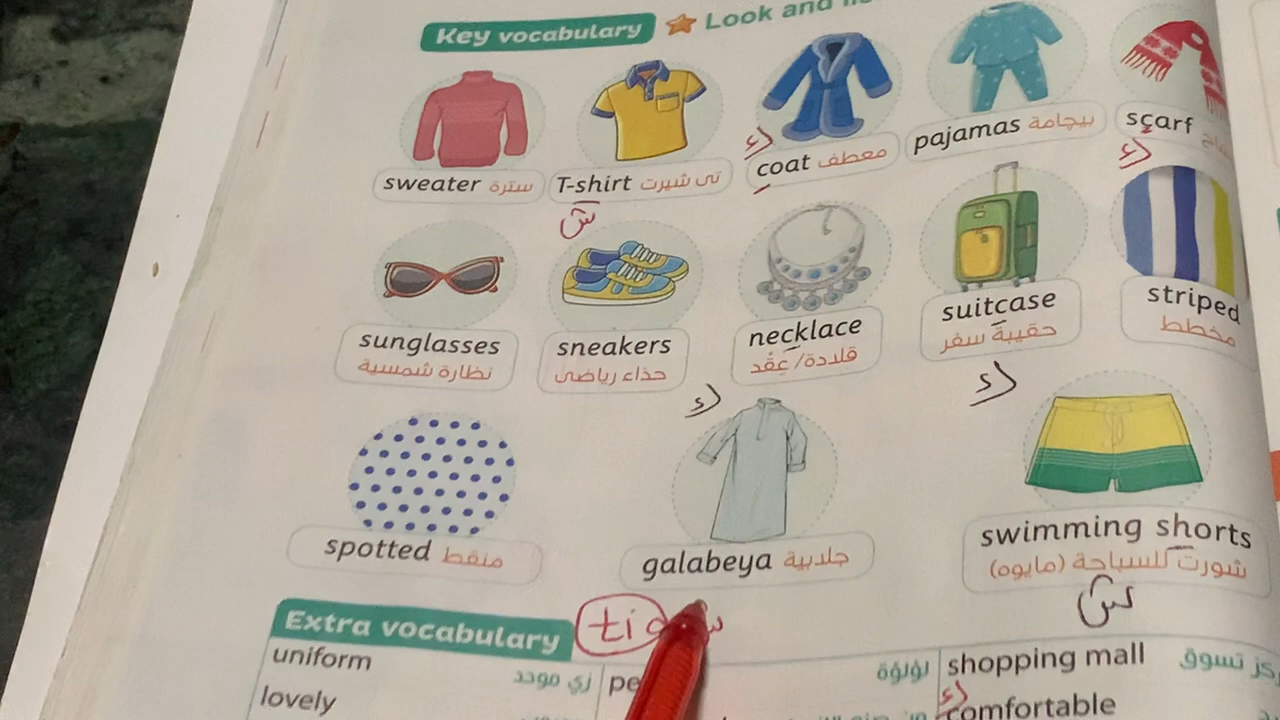 Key vocabulary Look and
sweater سترة
T-shirt تى شيرت
coat معطف
pajamas بيچامة
scarf
ش
sunglasses
نظارة شمسية
sneakers
حذاء رياضى
necklace
قلادة/ عِقْد
suitcase
حقيبة سفر
striped
مخطط
spotted منقط
galabeya جلابية
swimming shorts
شورت للسباحة (مايوه)
Extra vocabulary
uniform زي موحد
لؤلؤة
shopping mall
تسوق
lovely
comfortable